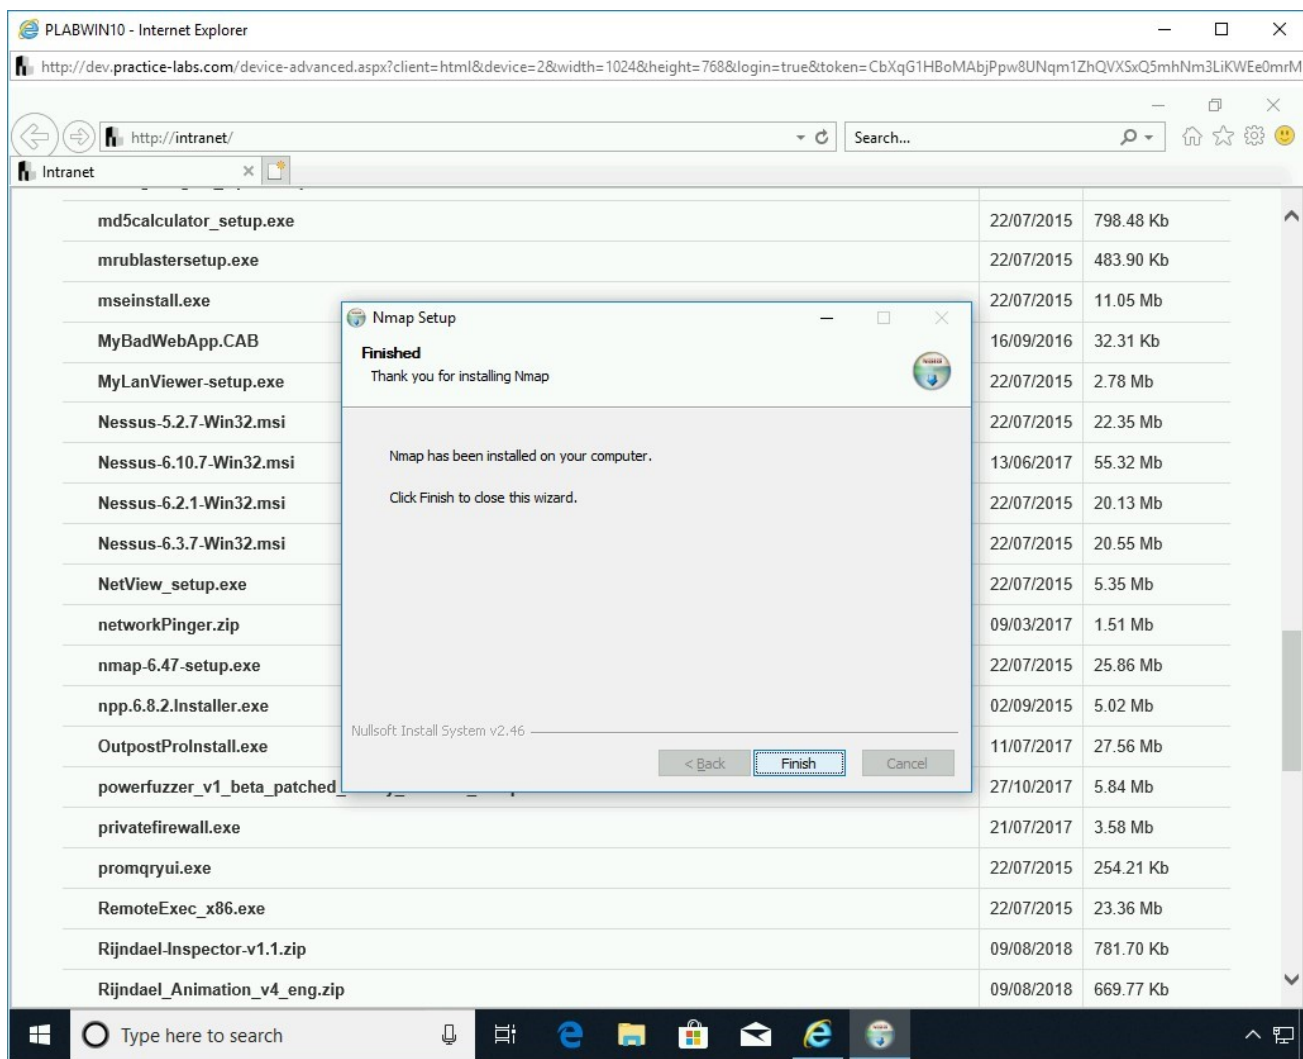 PLABWIN10 - Internet Explorer
http://dev.practice-labs.com/device-advanced.aspx?client=html&device=2&width=1024&height=768&login=true&token=CbXqG1HBoMAbjPpw8UNqm1ZhQVXSxQ5mhNm3LiKWEe0mrM
http://intranet/ Search...
Intranet
md5calculator_setup.exe 22/07/2015 798.48 Kb
mrublastersetup.exe 22/07/2015 483.90 Kb
mseinstall.exe 22/07/2015 11.05 Mb
MyBadWebApp.CAB 16/09/2016 32.31 Kb
MyLanViewer-setup.exe 22/07/2015 2.78 Mb
Nessus-5.2.7-Win32.msi 22/07/2015 22.35 Mb
Nessus-6.10.7-Win32.msi 13/06/2017 55.32 Mb
Nessus-6.2.1-Win32.msi 22/07/2015 20.13 Mb
Nessus-6.3.7-Win32.msi 22/07/2015 20.55 Mb
NetView_setup.exe 22/07/2015 5.35 Mb
networkPinger.zip 09/03/2017 1.51 Mb
nmap-6.47-setup.exe 22/07/2015 25.86 Mb
npp.6.8.2.Installer.exe 02/09/2015 5.02 Mb
OutpostProInstall.exe 11/07/2017 27.56 Mb
powerfuzzer_v1_beta_patched_ 27/10/2017 5.84 Mb
privatefirewall.exe 21/07/2017 3.58 Mb
promqryui.exe 22/07/2015 254.21 Kb
RemoteExec_x86.exe 22/07/2015 23.36 Mb
Rijndael-Inspector-v1.1.zip 09/08/2018 781.70 Kb
Rijndael_Animation_v4_eng.zip 09/08/2018 669.77 Kb
Nmap Setup
Finished
Thank you for installing Nmap
Nmap has been installed on your computer.
Click Finish to close this wizard.
Nullsoft Install System v2.46
< Back Finish Cancel
Type here to search